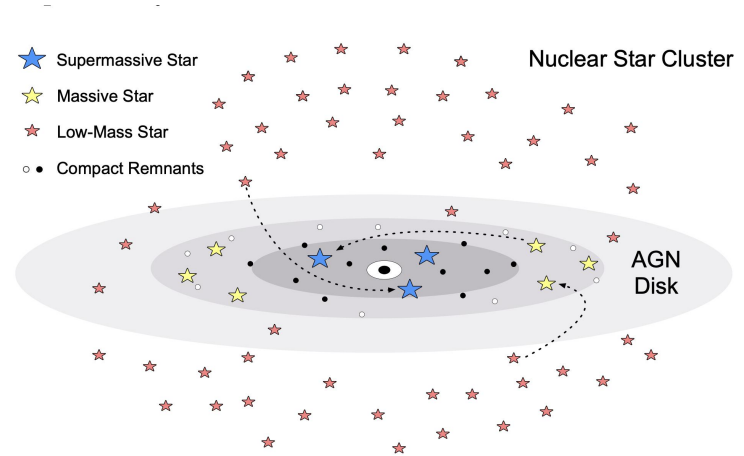 Nuclear Star Cluster
Supermassive Star
Massive Star
Low-Mass Star
Compact Remnants
AGN
Disk